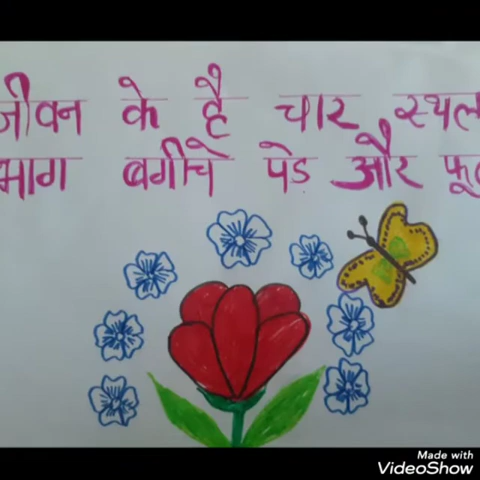 जीवन के है चार स्थल
भाग बगीचे पेड़ और
Made with
VideoShow